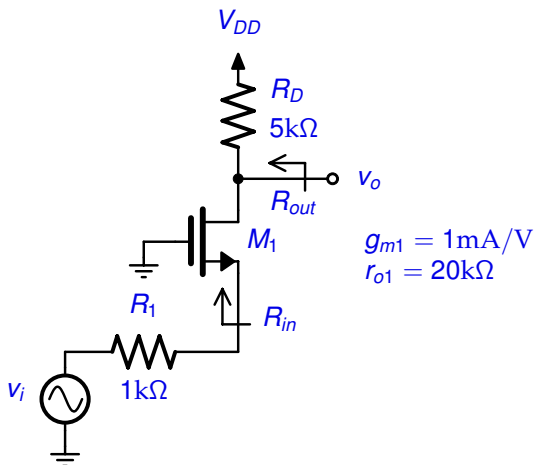 V_DD
R_D
5kΩ
v_o
R_out
M_1
g_m1 = 1mA/V
r_o1 = 20kΩ
R_1
R_in
v_i
1kΩ